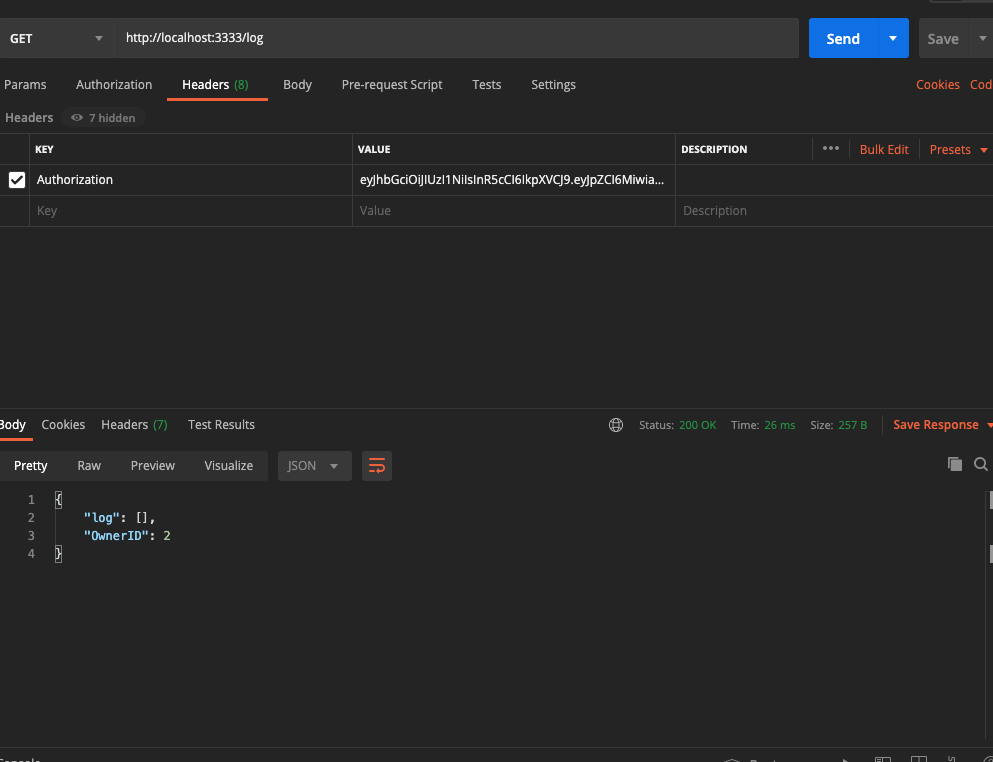 GET http://localhost:3333/log Send Save
Params Authorization Headers (8) Body Pre-request Script Tests Settings Cookies Cod
Headers 7 hidden
KEY VALUE DESCRIPTION ••• Bulk Edit Presets
Authorization eyJhbGciOiJIUzI1NiIsInR5cCI6IkpXVCJ9.eyJpZCI6Miwia...
Key Value Description
Body Cookies Headers (7) Test Results Status: 200 OK Time: 26 ms Size: 257 B Save Response
Pretty Raw Preview Visualize JSON
1 {
2 "log": [],
3 "OwnerID": 2
4 }